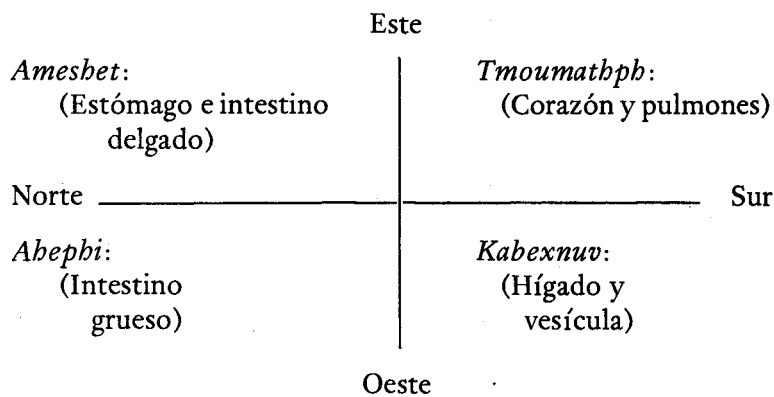 Este
Ameshet:
(Estómago e intestino
delgado)
Tmoumathph:
(Corazón y pulmones)
Norte
Sur
Ahephi:
(Intestino
grueso)
Kabexnuv:
(Hígado y
vesícula)
Oeste